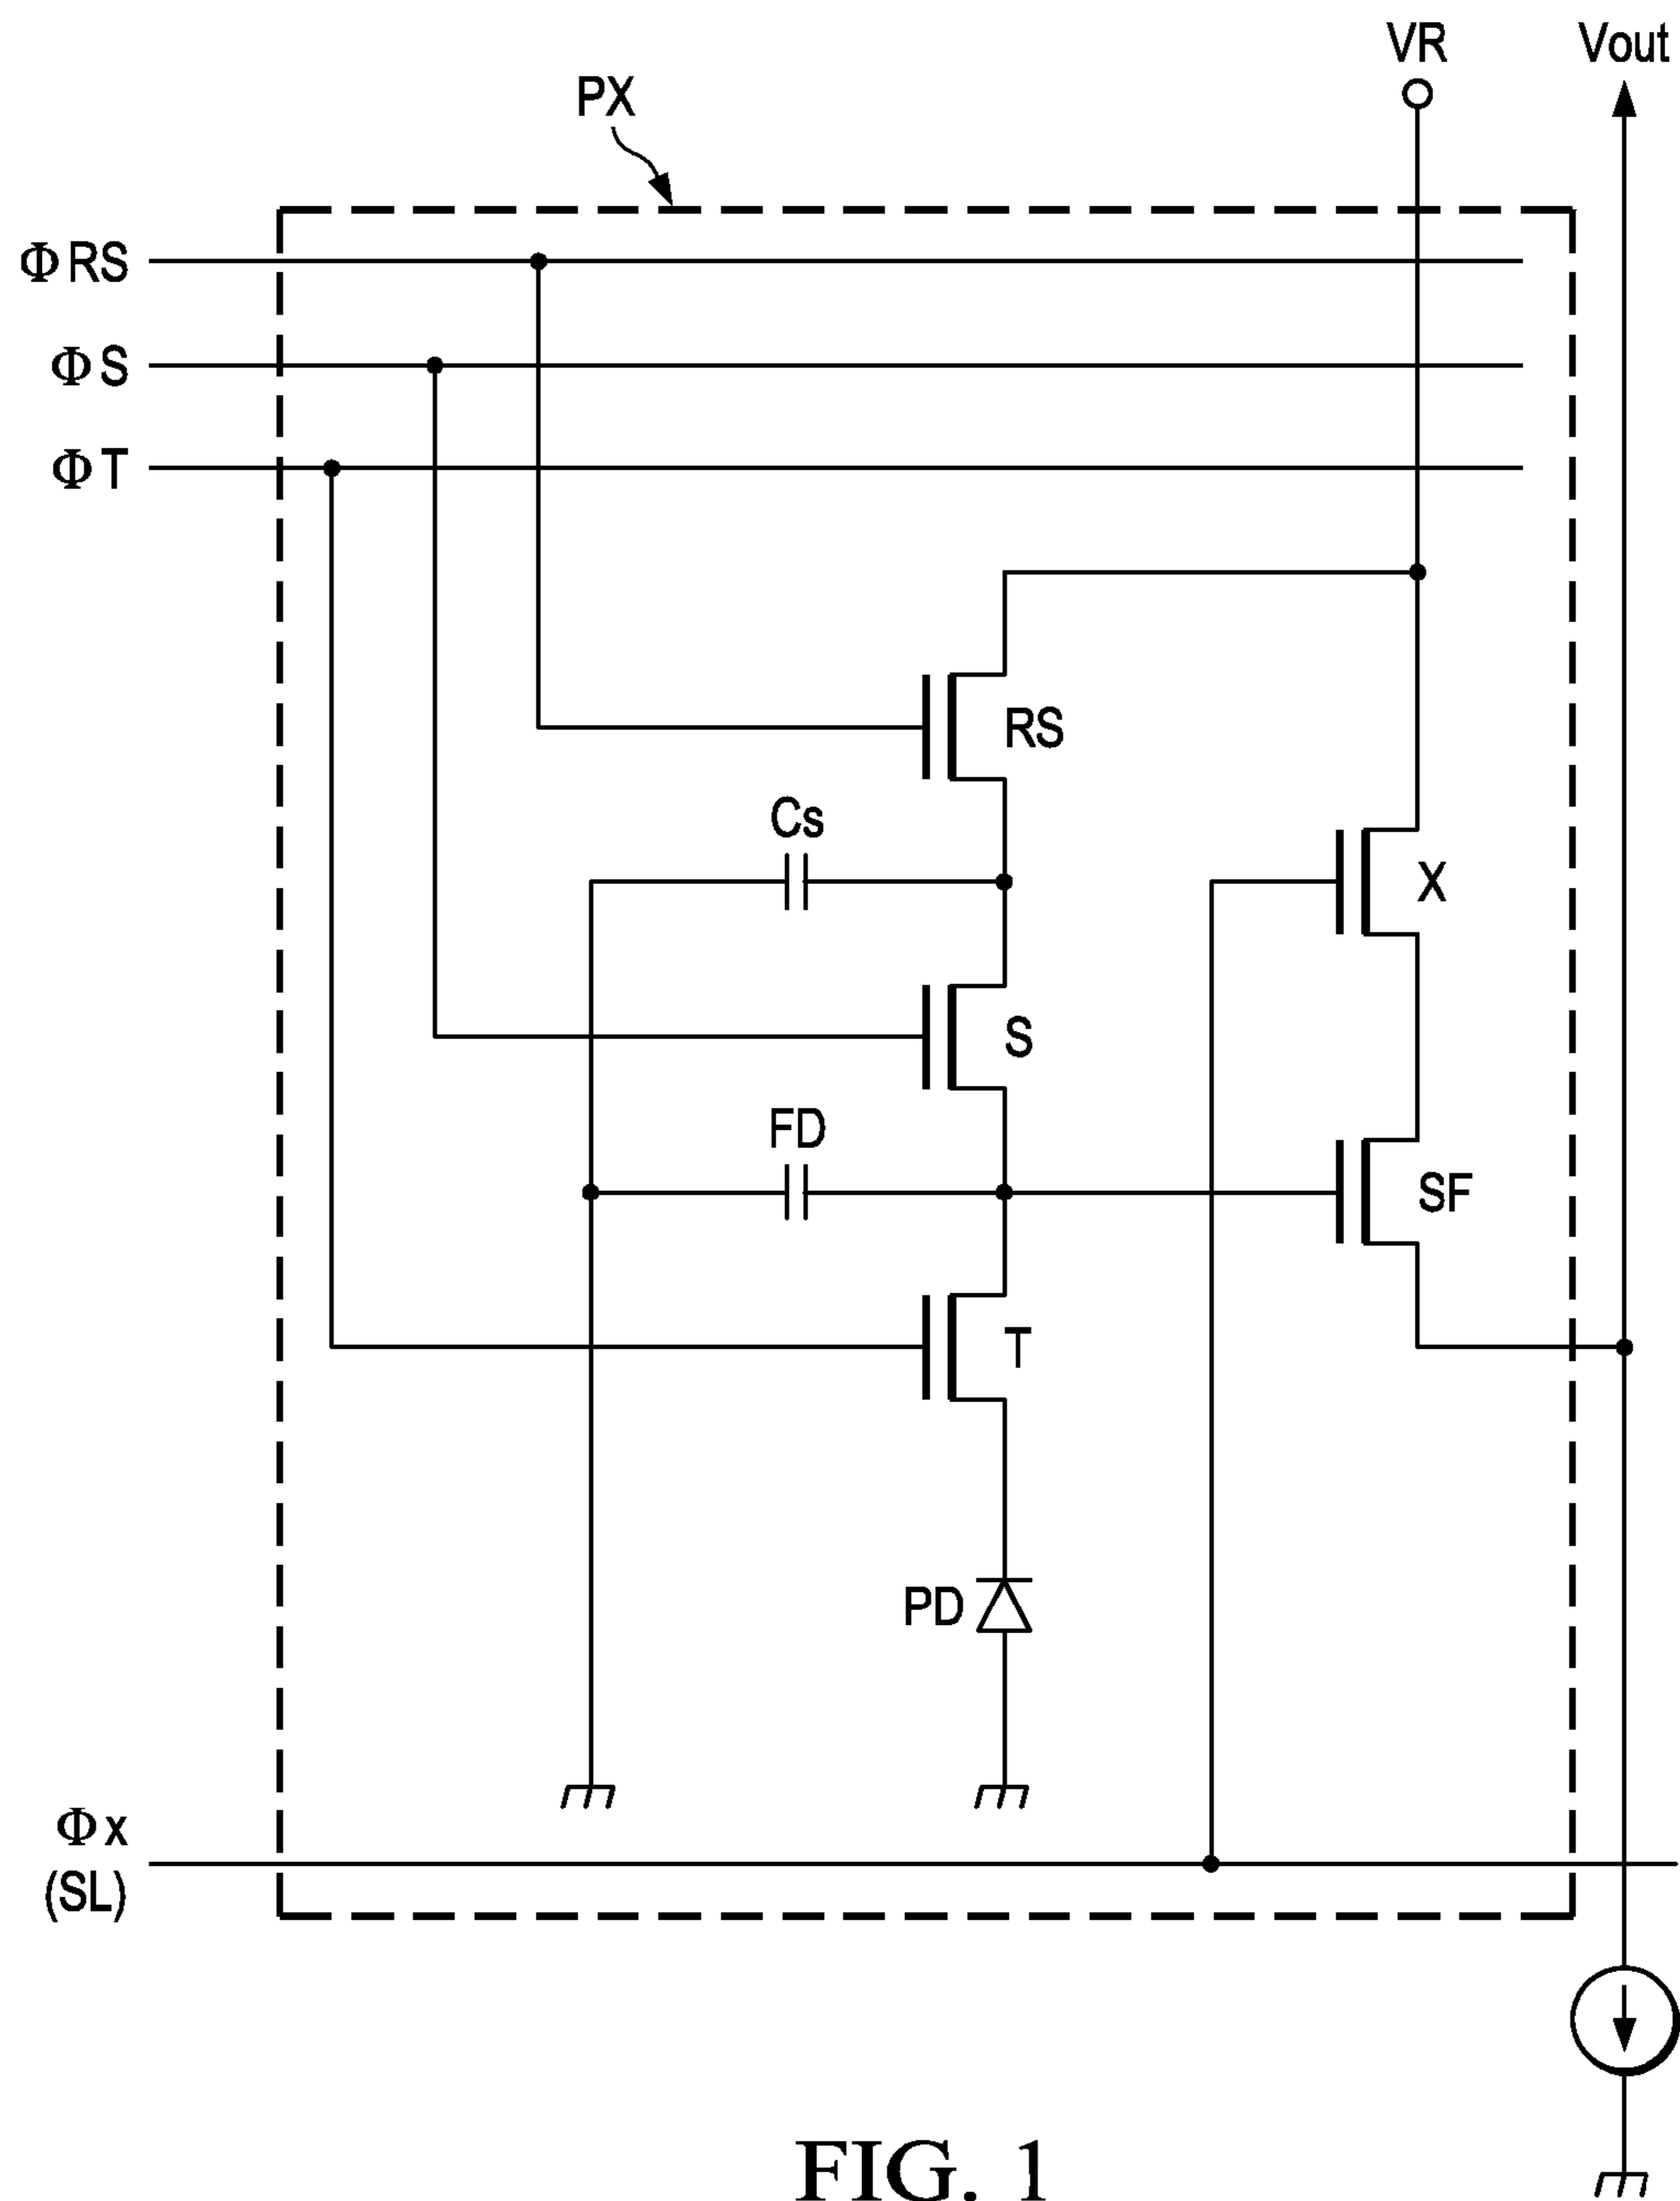 VR
Vout
PX
ΦRS
ΦS
ΦT
RS
Cs
X
S
FD
SF
T
PD
Φx
(SL)
FIG. 1